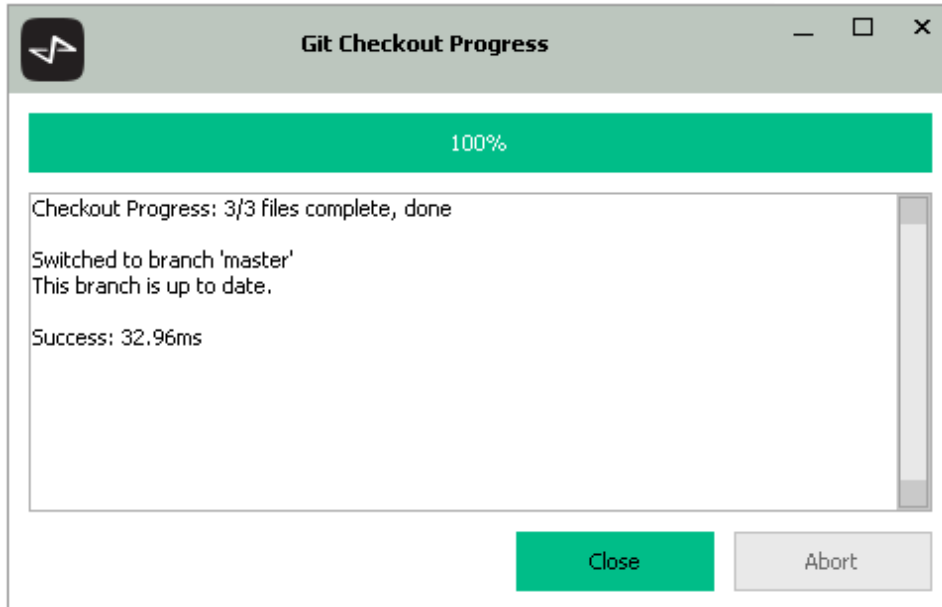 Git Checkout Progress
100%
Checkout Progress: 3/3 files complete, done
Switched to branch 'master'
This branch is up to date.
Success: 32.96ms
Close
Abort